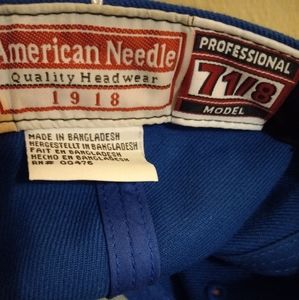 American Needle
Quality Headwear
1918
PROFESSIONAL
7 1/8
MODEL
MADE IN BANGLADESH
HERGESTELLT IN BANGLADESH
FAIT EN BANGLADESH
HECHO EN BANGLADESH
RN# 00476